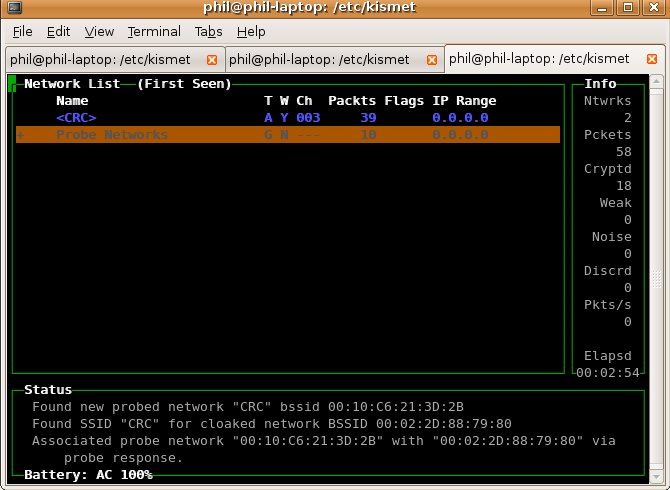 phil@phil-laptop: /etc/kismet
File Edit View Terminal Tabs Help
phil@phil-laptop: /etc/kismet phil@phil-laptop: /etc/kismet phil@phil-laptop: /etc/kismet
Network List (First Seen) Info
Name T W Ch Packts Flags IP Range Ntwrks
<CRC> A Y 003 39 0.0.0.0 2
+ Probe Networks G N --- 10 0.0.0.0 Pckets
58
Cryptd
18
Weak
0
Noise
0
Discrd
0
Pkts/s
0
Elapsd
00:02:54
Status
Found new probed network "CRC" bssid 00:10:C6:21:3D:2B
Found SSID "CRC" for cloaked network BSSID 00:02:2D:88:79:80
Associated probe network "00:10:C6:21:3D:2B" with "00:02:2D:88:79:80" via
probe response.
Battery: AC 100%